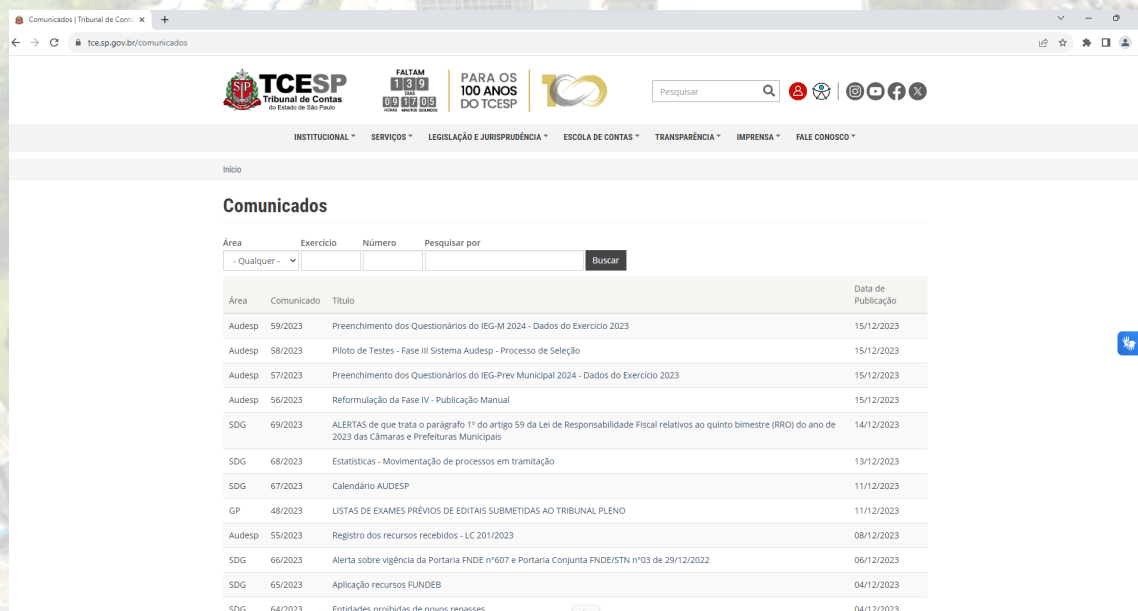 Comunicados | Tribunal de Conta
tce.sp.gov.br/comunicados
TCESP
Tribunal de Contas
do Estado de São Paulo
FALTAM
139
DIAS
09 17 05
HORAS MINUTOS SEGUNDOS
PARA OS
100 ANOS
DO TCESP
100
Pesquisar
INSTITUCIONAL SERVIÇOS LEGISLAÇÃO E JURISPRUDÊNCIA ESCOLA DE CONTAS TRANSPARÊNCIA IMPRENSA FALE CONOSCO
Início
Comunicados
Área Exercício Número Pesquisar por
- Qualquer - Buscar
Área Comunicado Título Data de Publicação
Audesp 59/2023 Preenchimento dos Questionários do IEG-M 2024 - Dados do Exercício 2023 15/12/2023
Audesp 58/2023 Piloto de Testes - Fase III Sistema Audesp - Processo de Seleção 15/12/2023
Audesp 57/2023 Preenchimento dos Questionários do IEG-Prev Municipal 2024 - Dados do Exercício 2023 15/12/2023
Audesp 56/2023 Reformulação da Fase IV - Publicação Manual 15/12/2023
SDG 69/2023 ALERTAS de que trata o parágrafo 1º do artigo 59 da Lei de Responsabilidade Fiscal relativos ao quinto bimestre (RRO) do ano de 14/12/2023
2023 das Câmaras e Prefeituras Municipais
SDG 68/2023 Estatísticas - Movimentação de processos em tramitação 13/12/2023
SDG 67/2023 Calendário AUDESP 11/12/2023
GP 48/2023 LISTAS DE EXAMES PRÉVIOS DE EDITAIS SUBMETIDAS AO TRIBUNAL PLENO 11/12/2023
Audesp 55/2023 Registro dos recursos recebidos - LC 201/2023 08/12/2023
SDG 66/2023 Alerta sobre vigência da Portaria FNDE nº607 e Portaria Conjunta FNDE/STN nº03 de 29/12/2022 06/12/2023
SDG 65/2023 Aplicação recursos FUNDEB 04/12/2023
SDG 64/2023 Entidades proibidas de novos repasses 04/12/2023